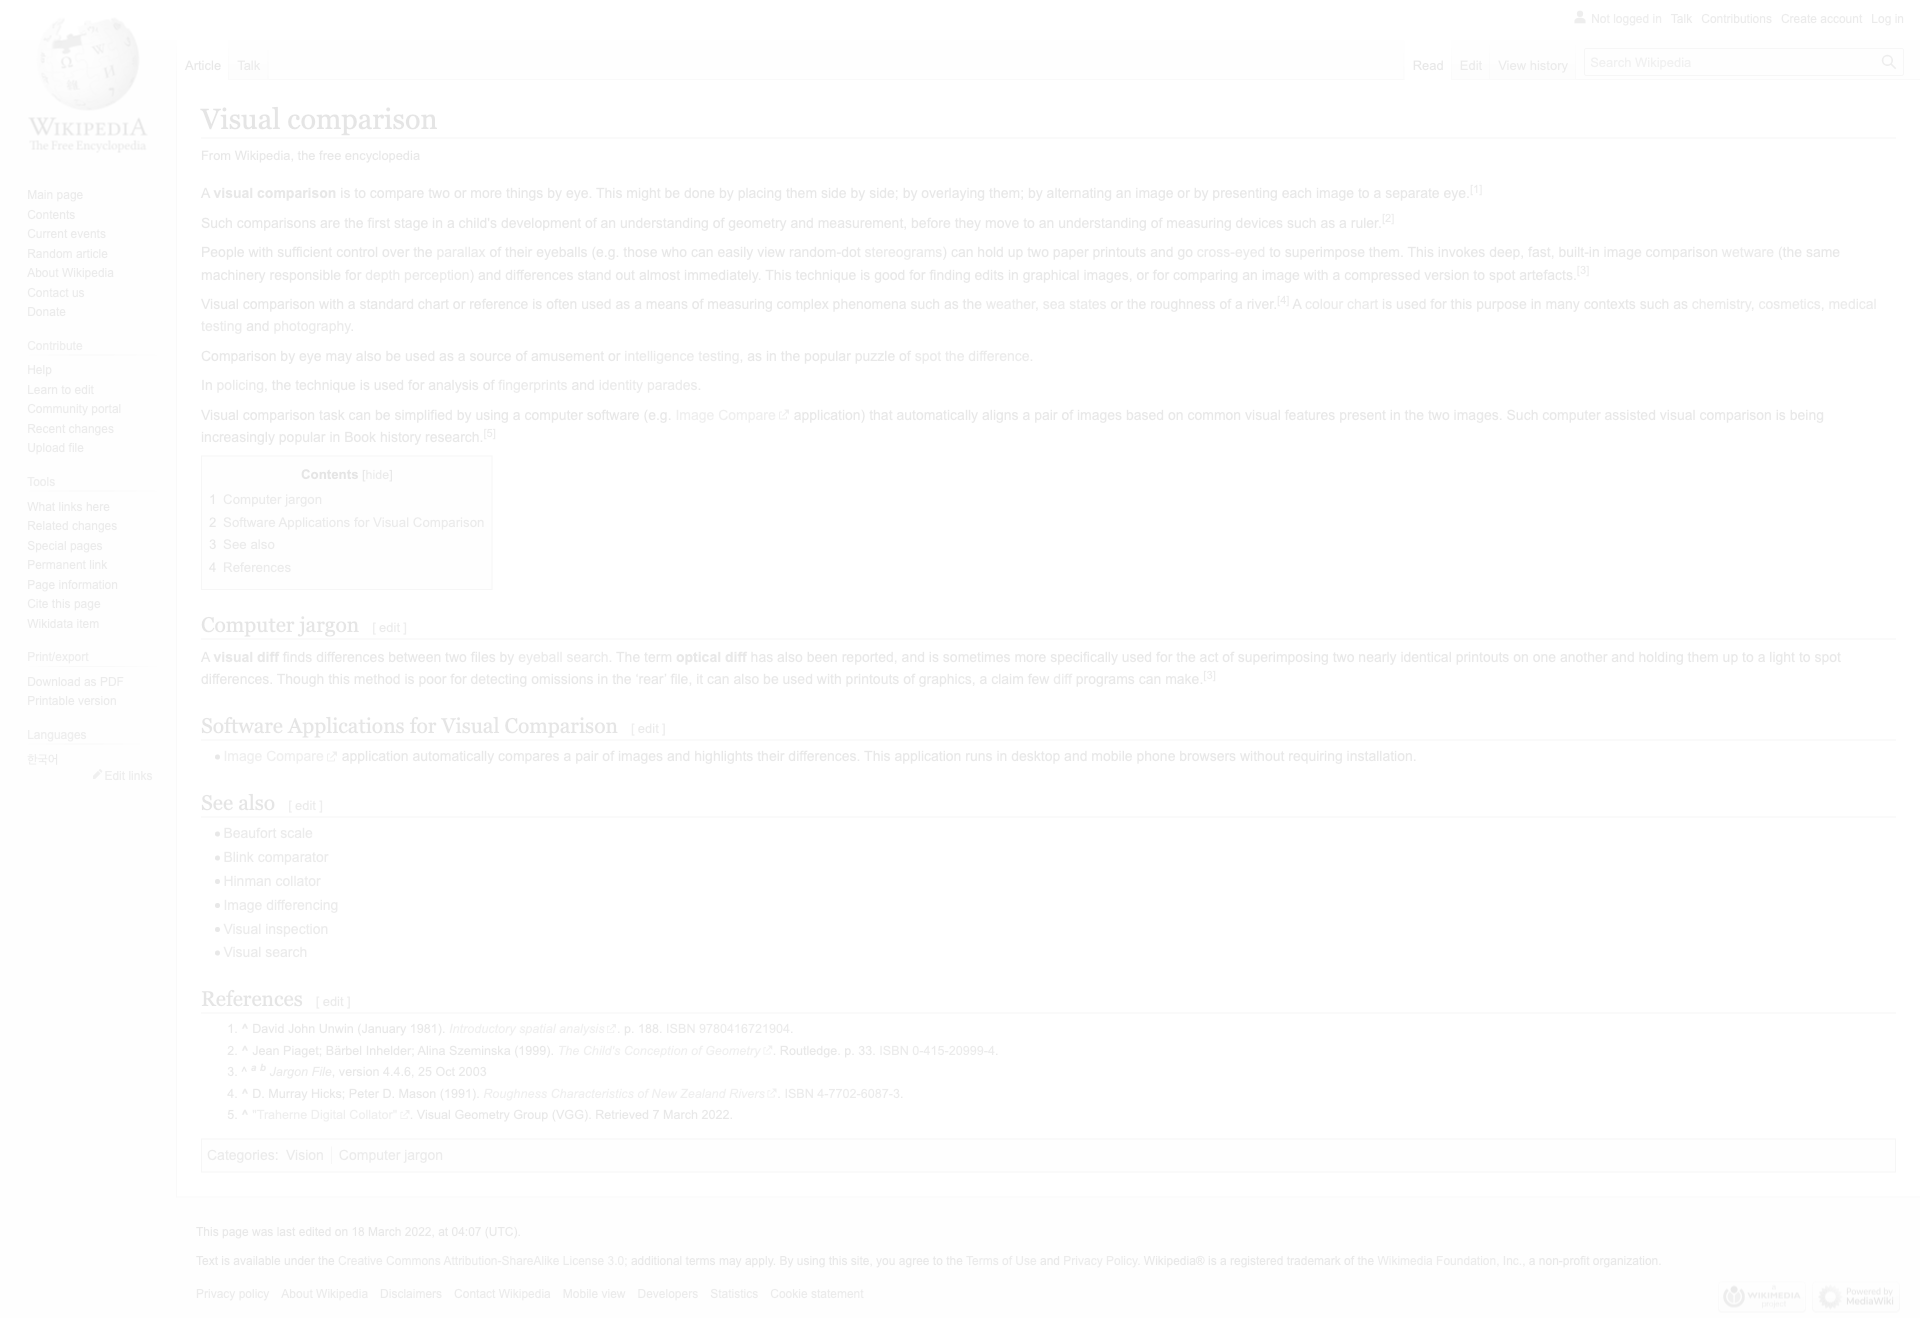 Not logged in Talk Contributions Create account Log in
Article Talk
Read Edit View history Search Wikipedia
WIKIPEDIA
The Free Encyclopedia
Main page
Contents
Current events
Random article
About Wikipedia
Contact us
Donate
Contribute
Help
Learn to edit
Community portal
Recent changes
Upload file
Tools
What links here
Related changes
Special pages
Permanent link
Page information
Cite this page
Wikidata item
Print/export
Download as PDF
Printable version
Languages
한국어
Edit links
Visual comparison
From Wikipedia, the free encyclopedia
A visual comparison is to compare two or more things by eye. This might be done by placing them side by side; by overlaying them; by alternating an image or by presenting each image to a separate eye.[1]
Such comparisons are the first stage in a child's development of an understanding of geometry and measurement, before they move to an understanding of measuring devices such as a ruler.[2]
People with sufficient control over the parallax of their eyeballs (e.g. those who can easily view random-dot stereograms) can hold up two paper printouts and go cross-eyed to superimpose them. This invokes deep, fast, built-in image comparison wetware (the same
machinery responsible for depth perception) and differences stand out almost immediately. This technique is good for finding edits in graphical images, or for comparing an image with a compressed version to spot artefacts.[3]
Visual comparison with a standard chart or reference is often used as a means of measuring complex phenomena such as the weather, sea states or the roughness of a river.[4] A colour chart is used for this purpose in many contexts such as chemistry, cosmetics, medical
testing and photography.
Comparison by eye may also be used as a source of amusement or intelligence testing, as in the popular puzzle of spot the difference.
In policing, the technique is used for analysis of fingerprints and identity parades.
Visual comparison task can be simplified by using a computer software (e.g. Image Compare application) that automatically aligns a pair of images based on common visual features present in the two images. Such computer assisted visual comparison is being
increasingly popular in Book history research.[5]
Contents [hide]
1 Computer jargon
2 Software Applications for Visual Comparison
3 See also
4 References
Computer jargon [ edit ]
A visual diff finds differences between two files by eyeball search. The term optical diff has also been reported, and is sometimes more specifically used for the act of superimposing two nearly identical printouts on one another and holding them up to a light to spot
differences. Though this method is poor for detecting omissions in the 'rear' file, it can also be used with printouts of graphics, a claim few diff programs can make.[3]
Software Applications for Visual Comparison [ edit ]
• Image Compare application automatically compares a pair of images and highlights their differences. This application runs in desktop and mobile phone browsers without requiring installation.
See also [ edit ]
• Beaufort scale
• Blink comparator
• Hinman collator
• Image differencing
• Visual inspection
• Visual search
References [ edit ]
1. ^ David John Unwin (January 1981). Introductory spatial analysis. p. 188. ISBN 9780416721904.
2. ^ Jean Piaget; Bärbel Inhelder; Alina Szeminska (1999). The Child's Conception of Geometry. Routledge. p. 33. ISBN 0-415-20999-4.
3. ^ a b Jargon File, version 4.4.6, 25 Oct 2003
4. ^ D. Murray Hicks; Peter D. Mason (1991). Roughness Characteristics of New Zealand Rivers. ISBN 4-7702-6087-3.
5. ^ "Traherne Digital Collator". Visual Geometry Group (VGG). Retrieved 7 March 2022.
Categories: Vision | Computer jargon
This page was last edited on 18 March 2022, at 04:07 (UTC).
Text is available under the Creative Commons Attribution-ShareAlike License 3.0; additional terms may apply. By using this site, you agree to the Terms of Use and Privacy Policy. Wikipedia® is a registered trademark of the Wikimedia Foundation, Inc., a non-profit organization.
Privacy policy About Wikipedia Disclaimers Contact Wikipedia Mobile view Developers Statistics Cookie statement
WIKIMEDIA
project
Powered by
MediaWiki